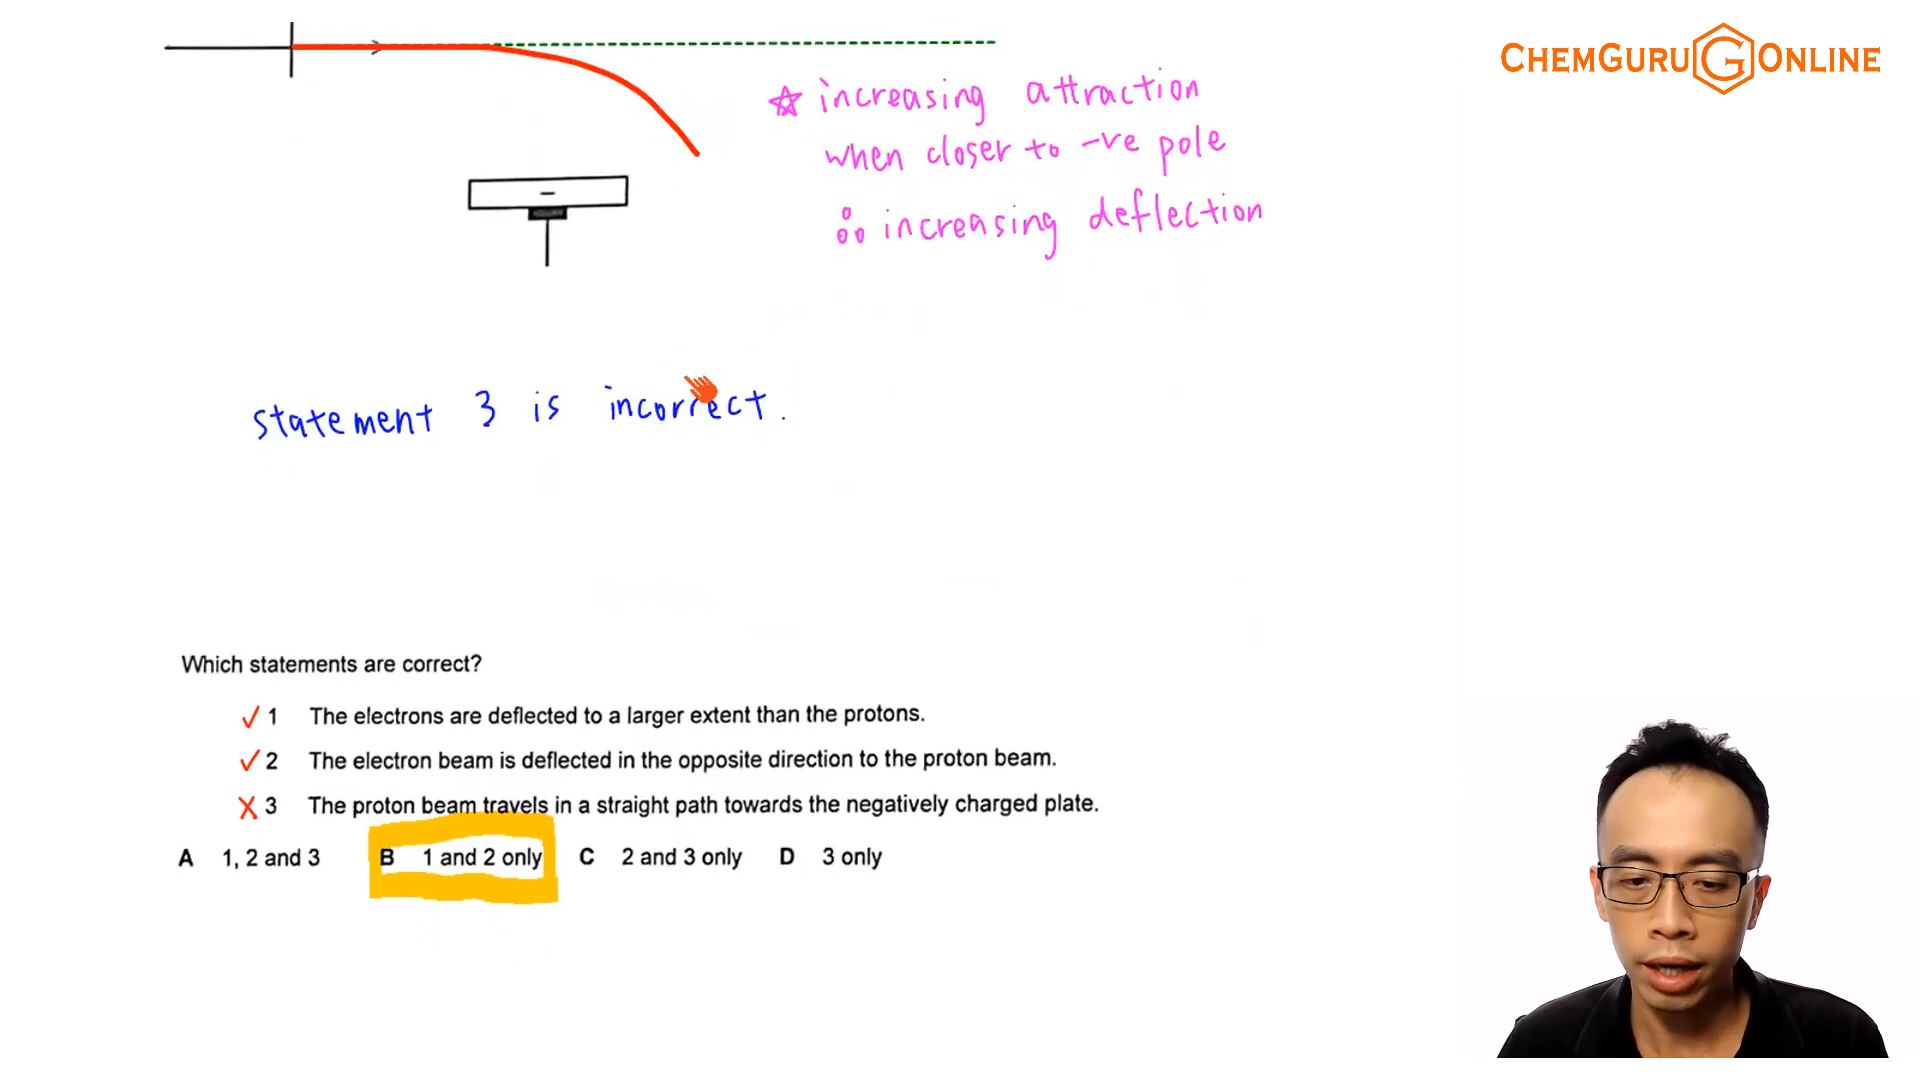 CHEMGURU G ONLINE
☆ increasing attraction
when closer to -ve pole
∴ increasing deflection
−
statement 3 is incorrect.
Which statements are correct?
✓ 1 The electrons are deflected to a larger extent than the protons.
✓ 2 The electron beam is deflected in the opposite direction to the proton beam.
X 3 The proton beam travels in a straight path towards the negatively charged plate.
A 1, 2 and 3 B 1 and 2 only C 2 and 3 only D 3 only